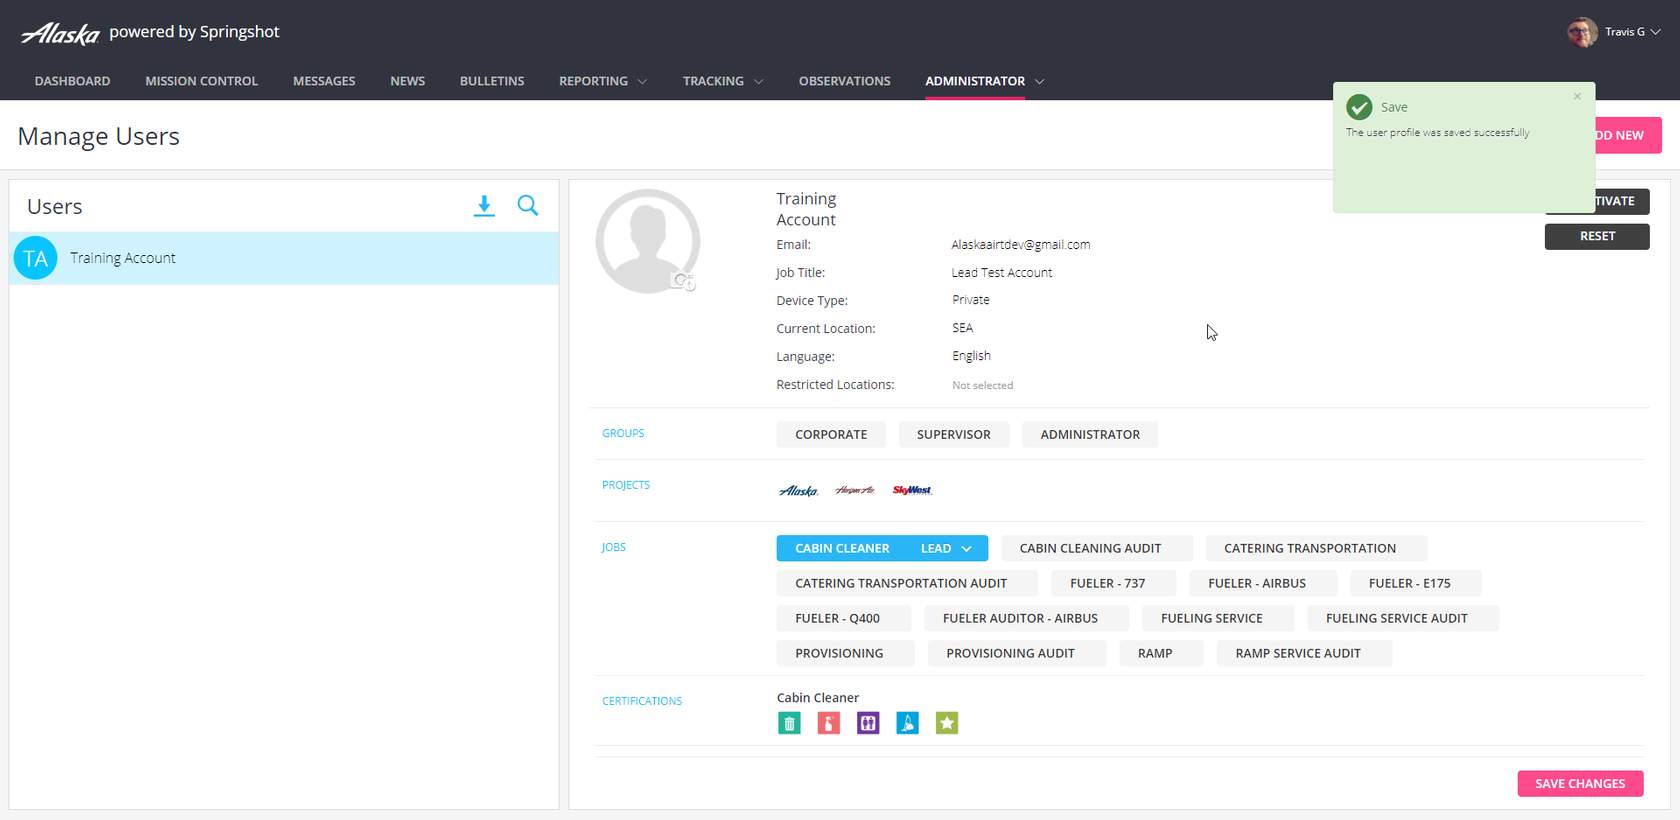 Alaska powered by Springshot
Travis G
DASHBOARD MISSION CONTROL MESSAGES NEWS BULLETINS REPORTING TRACKING OBSERVATIONS ADMINISTRATOR
Manage Users
Save
The user profile was saved successfully
DD NEW
Users
TA Training Account
Training
Account
TIVATE
RESET
Email: Alaskaairtdev@gmail.com
Job Title: Lead Test Account
Device Type: Private
Current Location: SEA
Language: English
Restricted Locations: Not selected
GROUPS CORPORATE SUPERVISOR ADMINISTRATOR
PROJECTS Alaska Horizon Air SkyWest
JOBS CABIN CLEANER LEAD CABIN CLEANING AUDIT CATERING TRANSPORTATION
CATERING TRANSPORTATION AUDIT FUELER - 737 FUELER - AIRBUS FUELER - E175
FUELER - Q400 FUELER AUDITOR - AIRBUS FUELING SERVICE FUELING SERVICE AUDIT
PROVISIONING PROVISIONING AUDIT RAMP RAMP SERVICE AUDIT
CERTIFICATIONS Cabin Cleaner
SAVE CHANGES